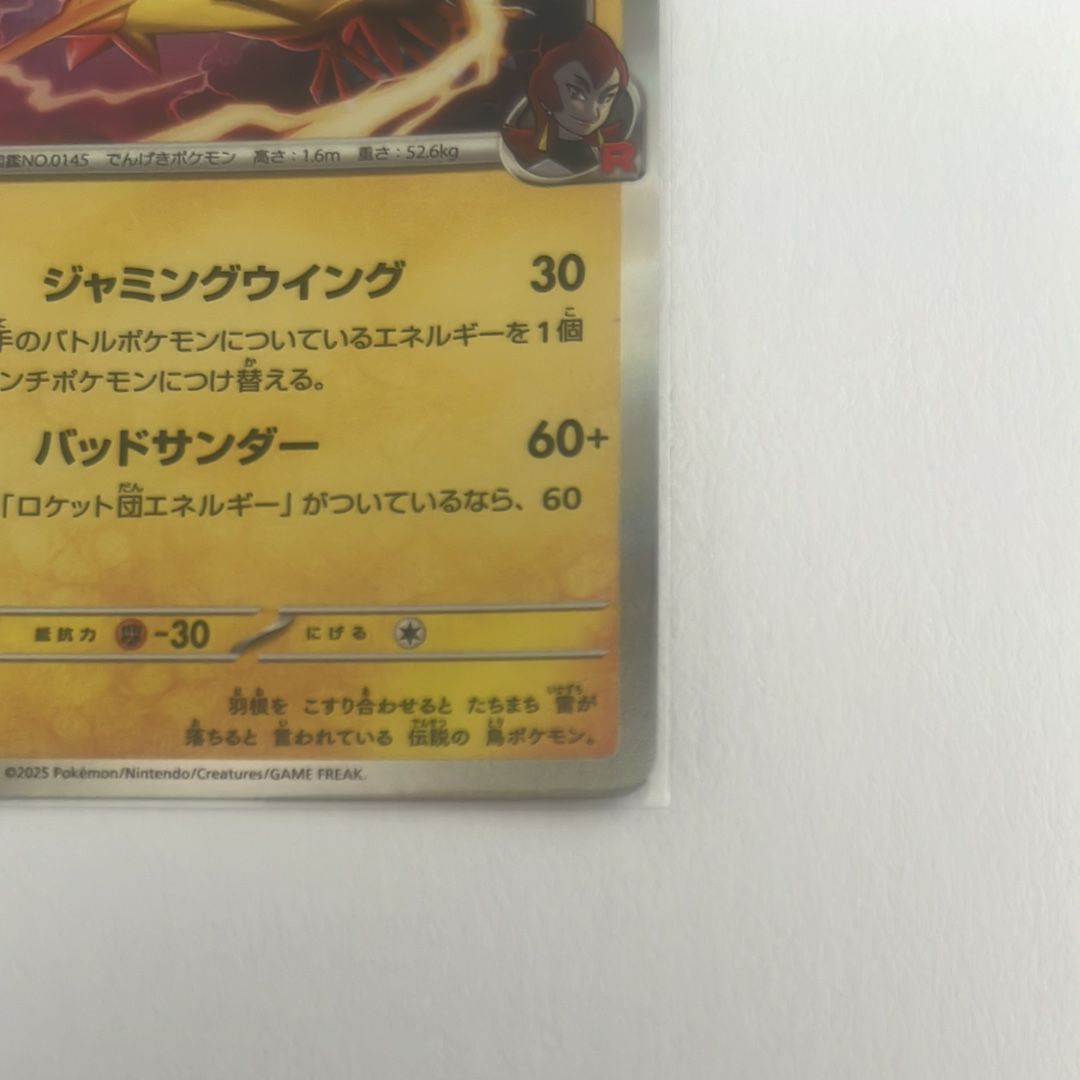 NO.0145 でんげきポケモン 高さ:1.6m 重さ:52.6kg
R
ジャミングウイング 30
手のバトルポケモンについているエネルギーを1個
ンチポケモンにつけ替える。
バッドサンダー 60+
「ロケット団エネルギー」がついているなら、60
抵抗力 -30 にげる
羽根を こすり合わせると たちまち 雷が
落ちると 言われている 伝説の 鳥ポケモン。
©2025 Pokémon/Nintendo/Creatures/GAME FREAK.